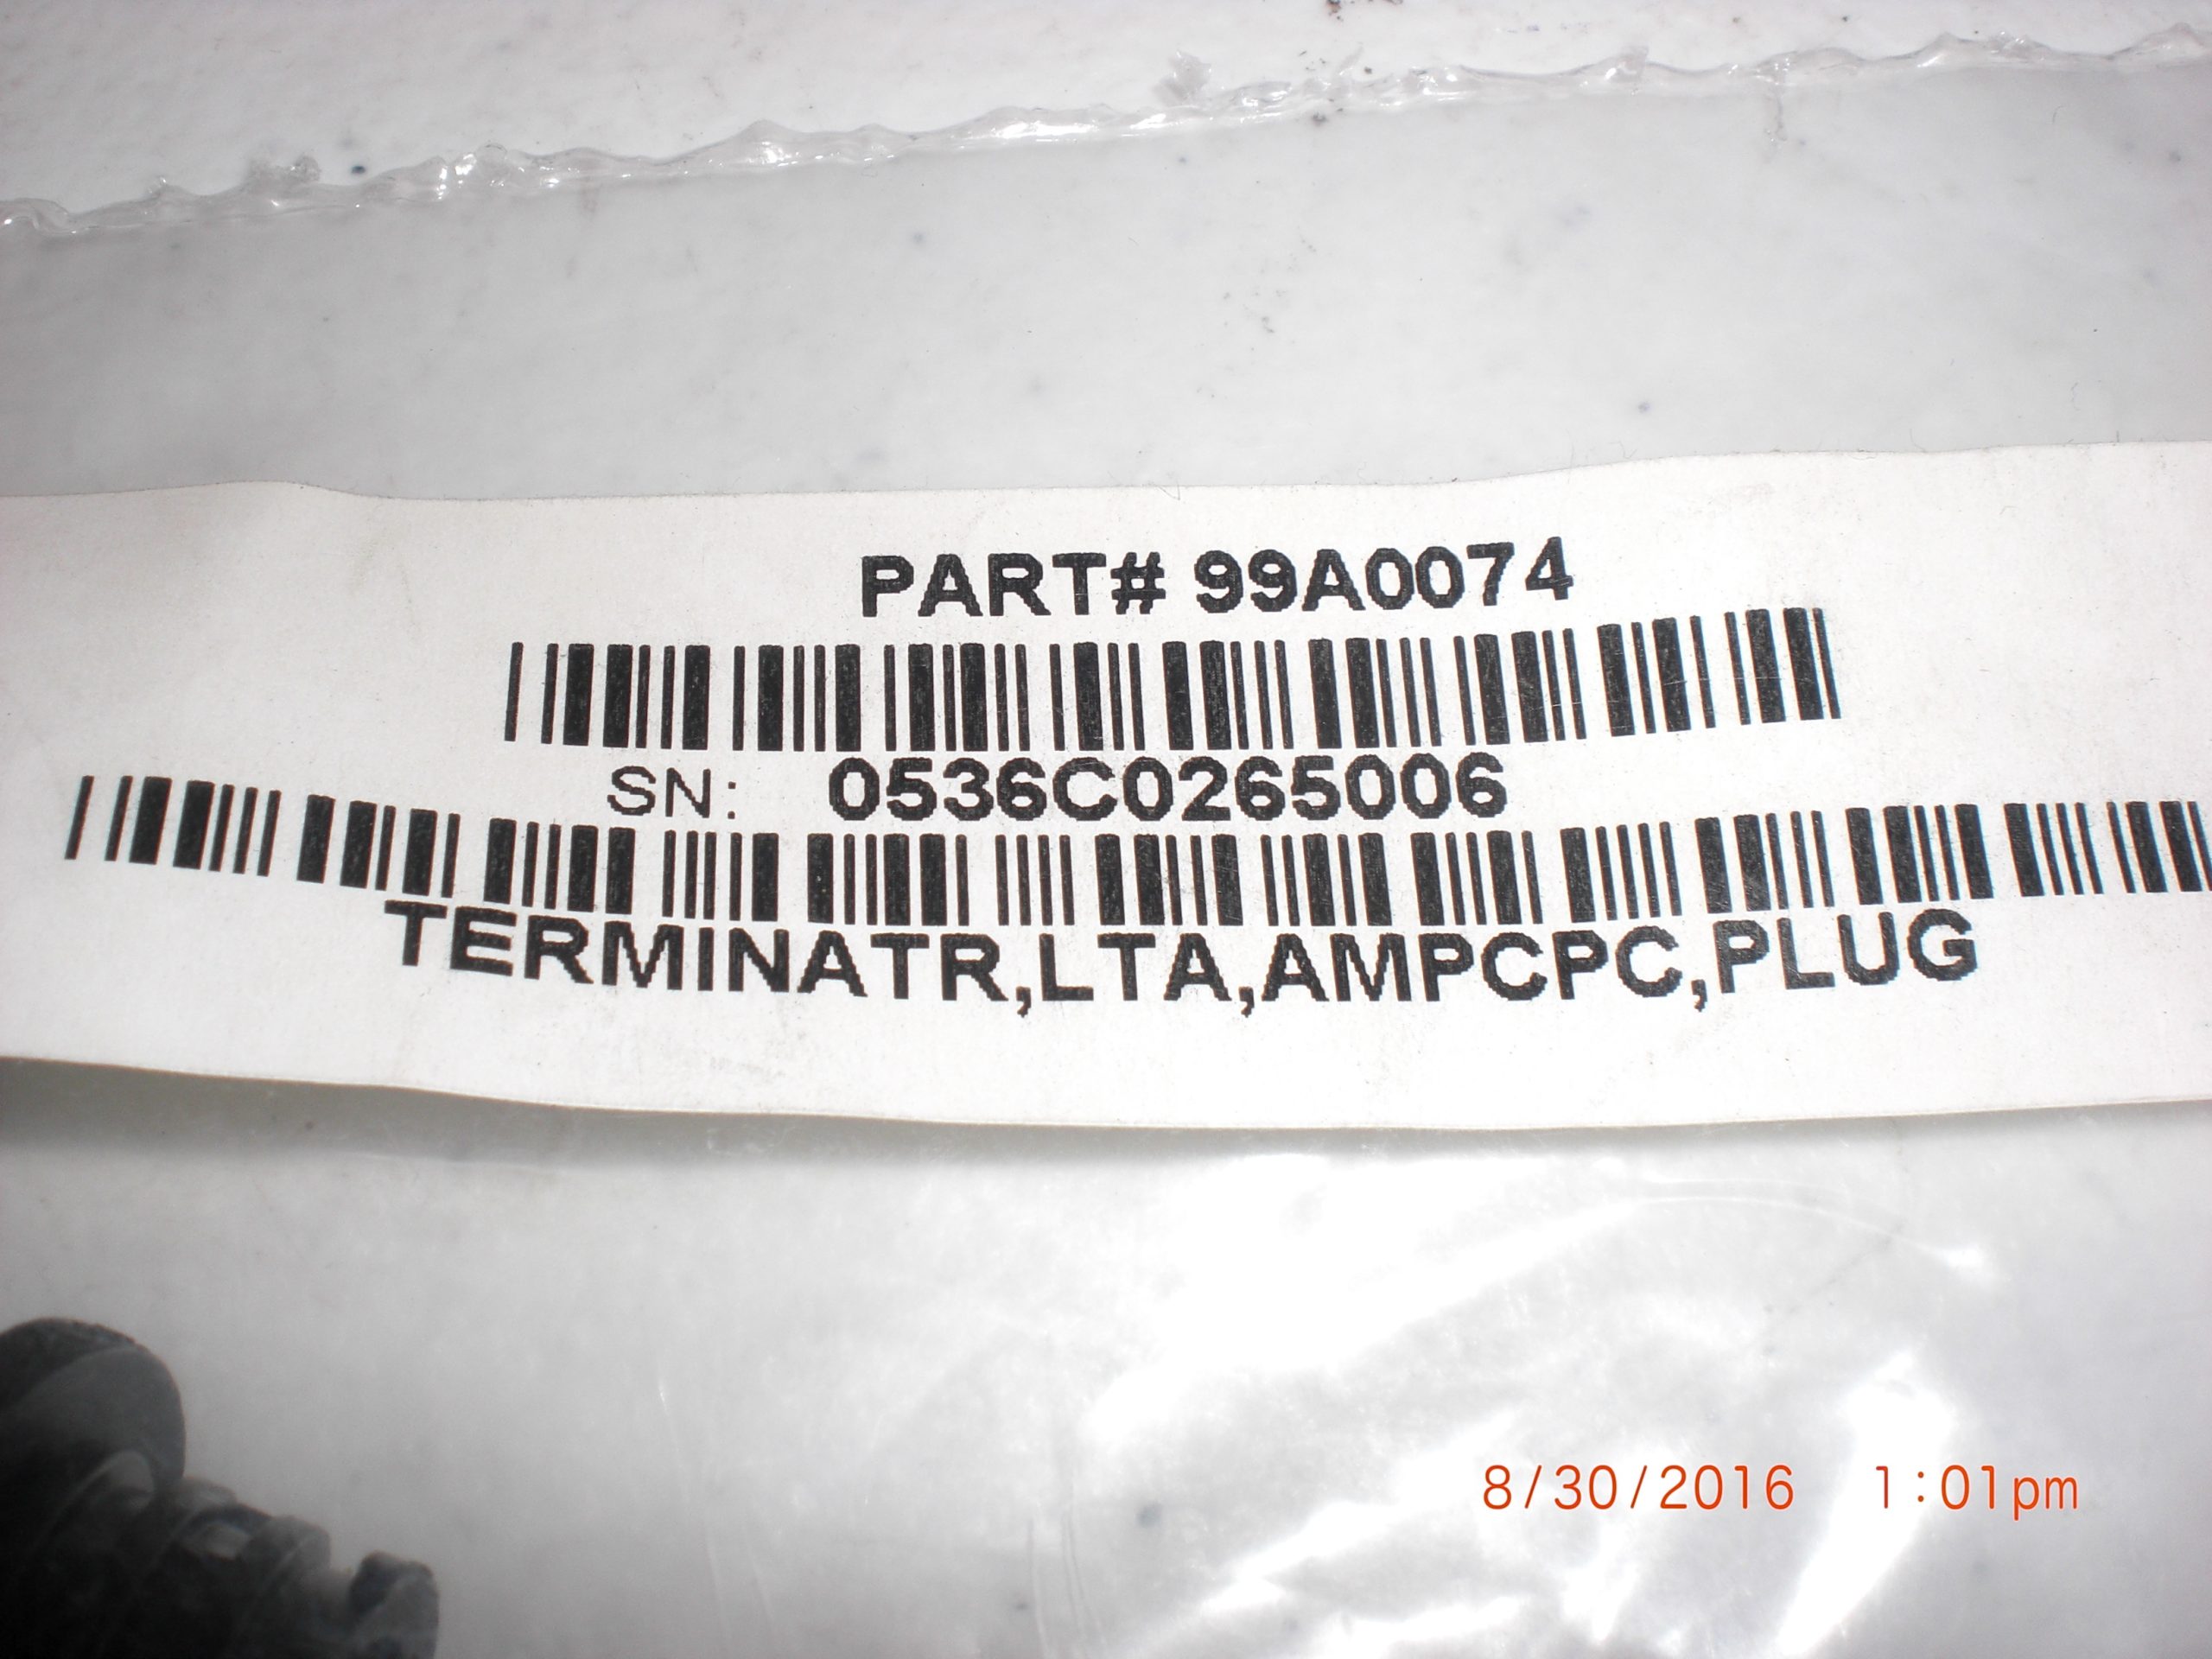 PART# 99A0074
SN: 0536C0265006
TERMINATR,LTA,AMPCPC,PLUG
8/30/2016 1:01pm